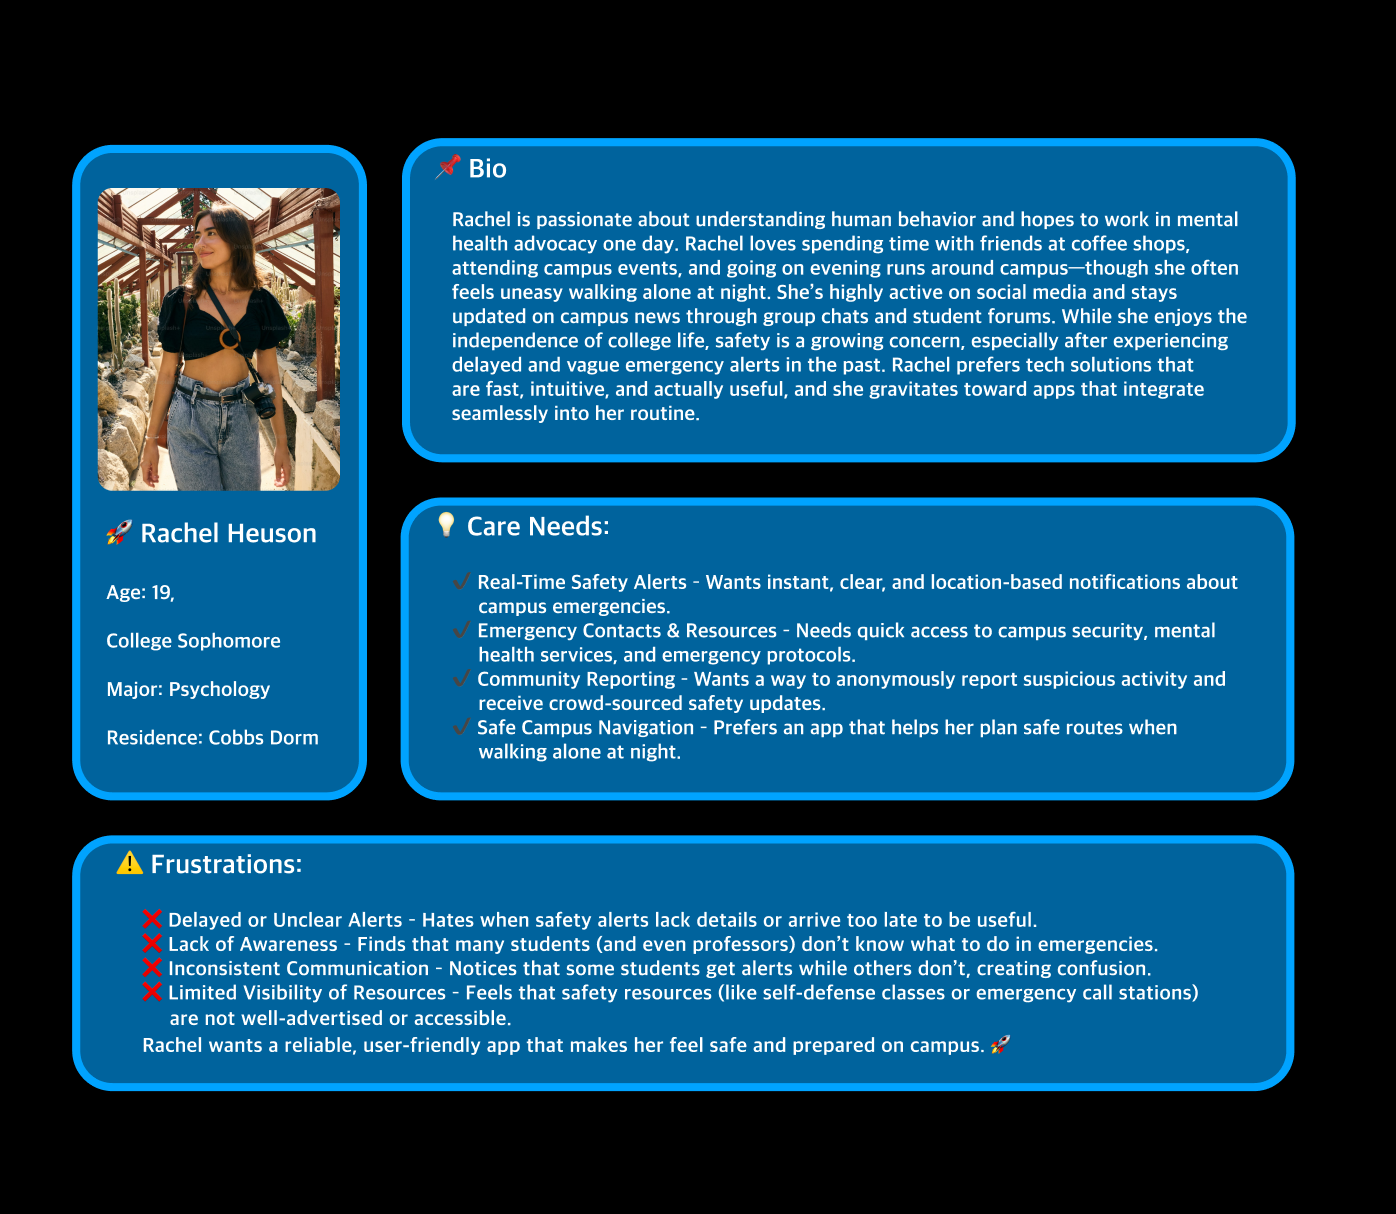 📌 Bio
Rachel is passionate about understanding human behavior and hopes to work in mental
health advocacy one day. Rachel loves spending time with friends at coffee shops,
attending campus events, and going on evening runs around campus—though she often
feels uneasy walking alone at night. She’s highly active on social media and stays
updated on campus news through group chats and student forums. While she enjoys the
independence of college life, safety is a growing concern, especially after experiencing
delayed and vague emergency alerts in the past. Rachel prefers tech solutions that
are fast, intuitive, and actually useful, and she gravitates toward apps that integrate
seamlessly into her routine.
🚀 Rachel Heuson
Age: 19,
College Sophomore
Major: Psychology
Residence: Cobbs Dorm
💡 Care Needs:
✔ Real-Time Safety Alerts - Wants instant, clear, and location-based notifications about
campus emergencies.
✔ Emergency Contacts & Resources - Needs quick access to campus security, mental
health services, and emergency protocols.
✔ Community Reporting - Wants a way to anonymously report suspicious activity and
receive crowd-sourced safety updates.
✔ Safe Campus Navigation - Prefers an app that helps her plan safe routes when
walking alone at night.
⚠️ Frustrations:
❌ Delayed or Unclear Alerts - Hates when safety alerts lack details or arrive too late to be useful.
❌ Lack of Awareness - Finds that many students (and even professors) don’t know what to do in emergencies.
❌ Inconsistent Communication - Notices that some students get alerts while others don’t, creating confusion.
❌ Limited Visibility of Resources - Feels that safety resources (like self-defense classes or emergency call stations)
are not well-advertised or accessible.
Rachel wants a reliable, user-friendly app that makes her feel safe and prepared on campus. 🚀